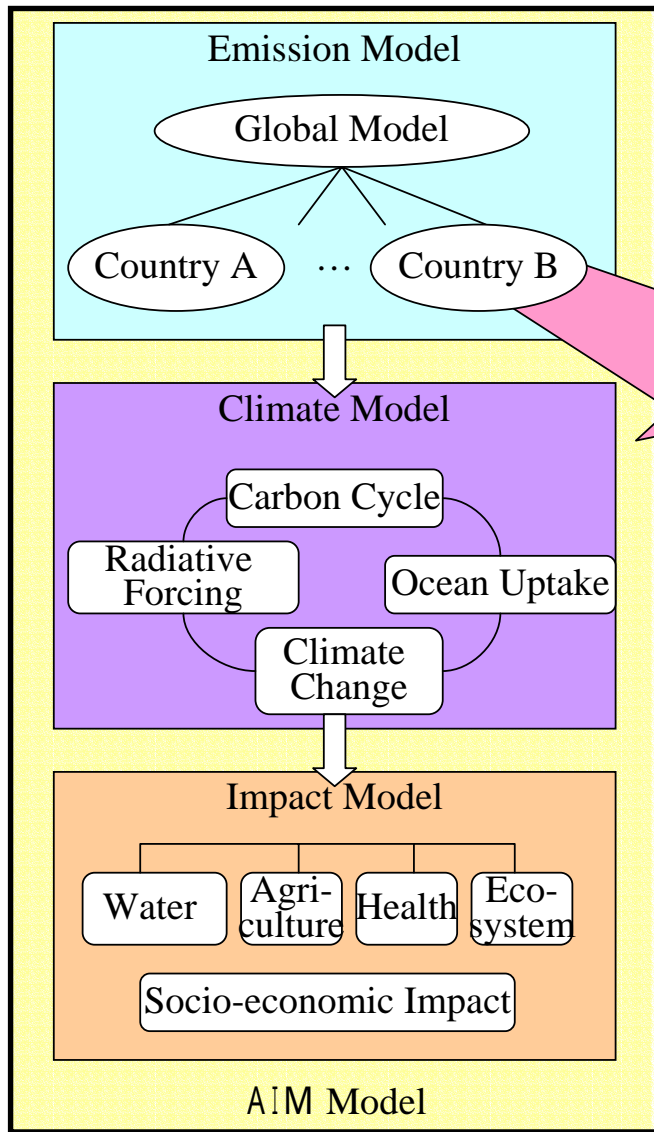 Emission Model
Global Model
Country A
...
Country B
Climate Model
Carbon Cycle
Radiative
Forcing
Ocean Uptake
Climate
Change
Impact Model
Water
Agri-
culture
Health
Eco-
system
Socio-economic Impact
AIM Model